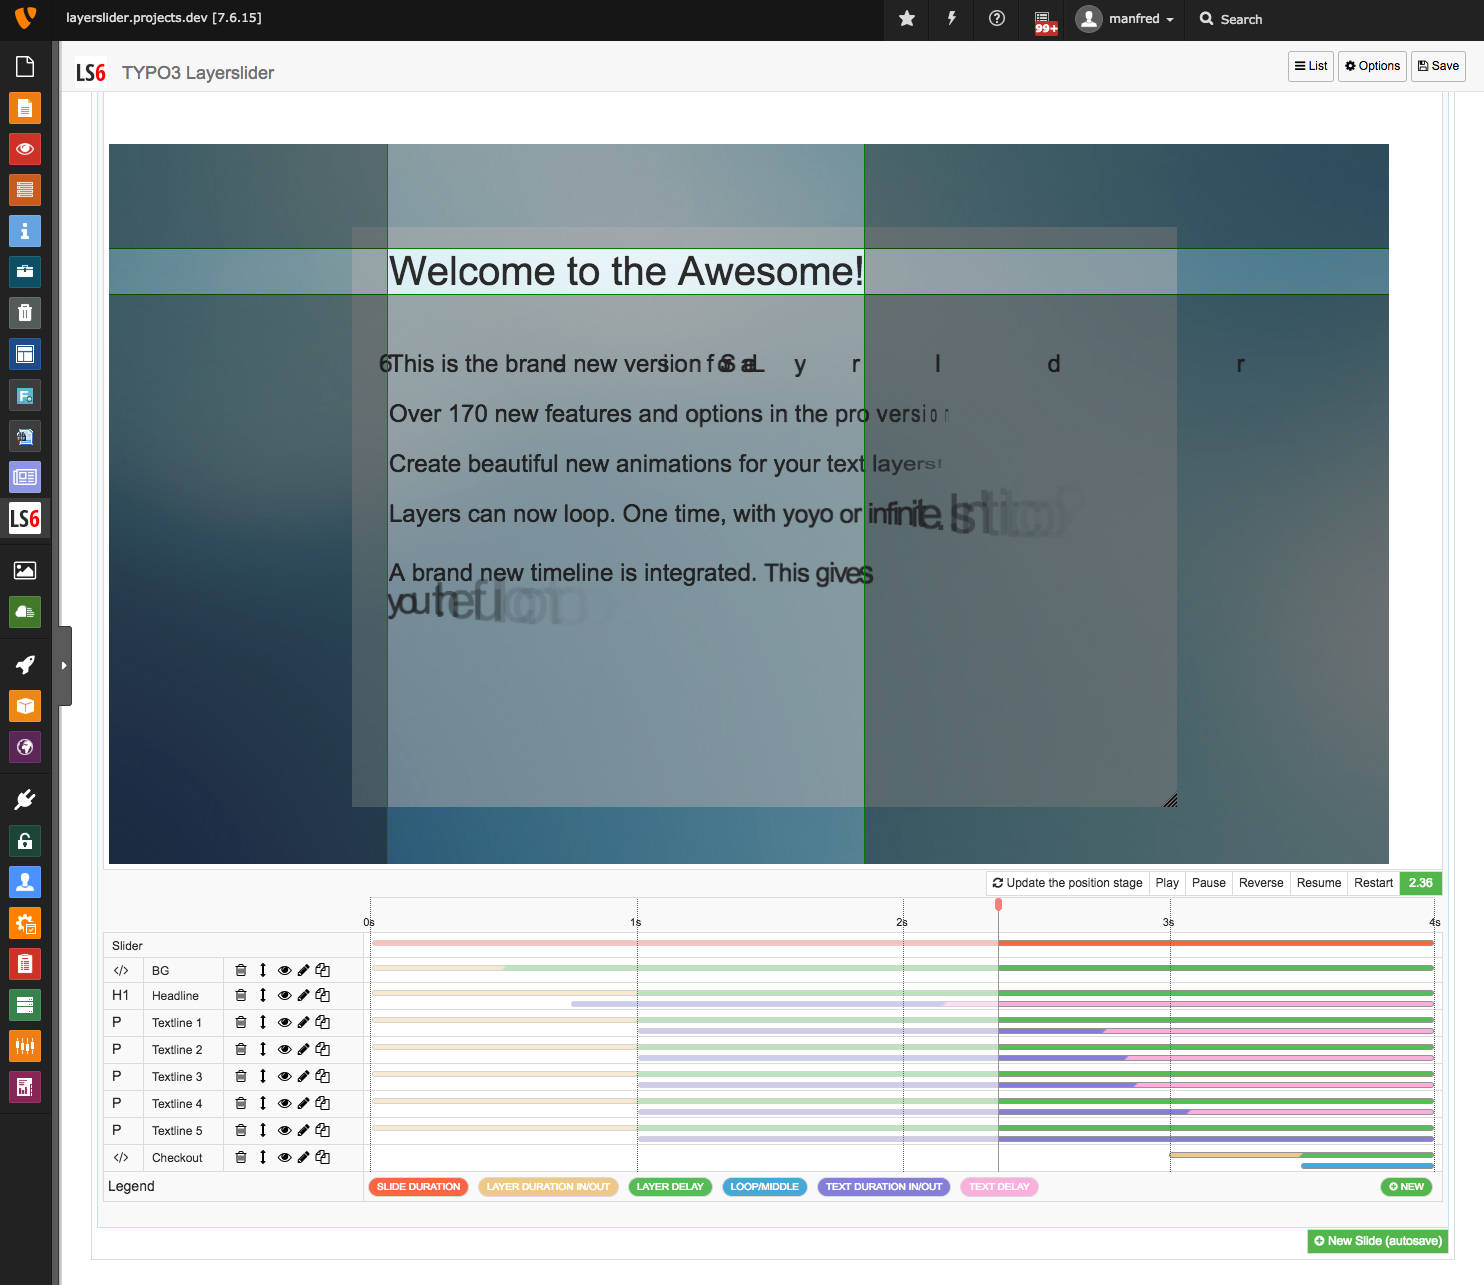 layerslider.projects.dev [7.6.15]
99+
manfred
Search
LS6
TYPO3 Layerslider
List
Options
Save
Welcome to the Awesome!
This is the brand new version
Over 170 new features and options in the pro version
Create beautiful new animations for your text layers!
LS6
Layers can now loop. One time, with yoyo or infinite.
A brand new timeline is integrated. This gives
you the full
Update the position stage
Play
Pause
Reverse
Resume
Restart
2.36
0s
1s
2s
3s
4s
Slider
</> BG
H1 Headline
P Textline 1
P Textline 2
P Textline 3
P Textline 4
P Textline 5
</> Checkout
Legend
SLIDE DURATION
LAYER DURATION IN/OUT
LAYER DELAY
LOOP/MIDDLE
TEXT DURATION IN/OUT
TEXT DELAY
NEW
New Slide (autosave)